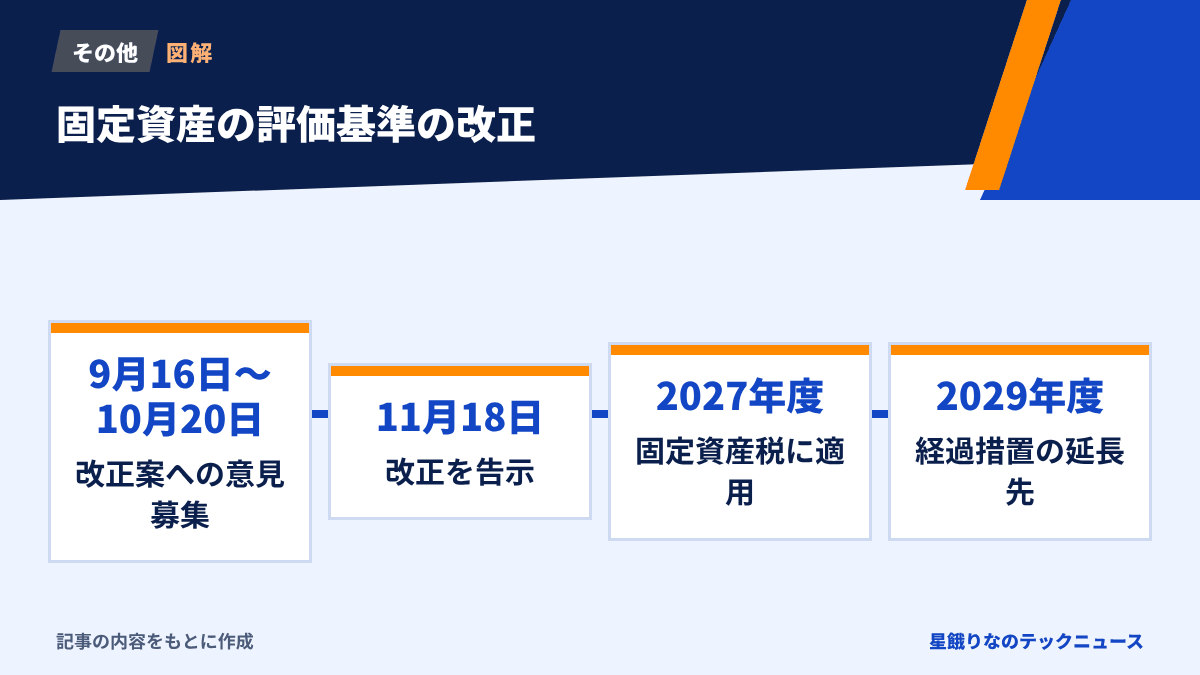 その他
図解
固定資産の評価基準の改正
9月16日〜
10月20日
改正案への意見
募集
11月18日
改正を告示
2027年度
固定資産税に適
用
2029年度
経過措置の延長
先
記事の内容をもとに作成
星餓りなのテックニュース